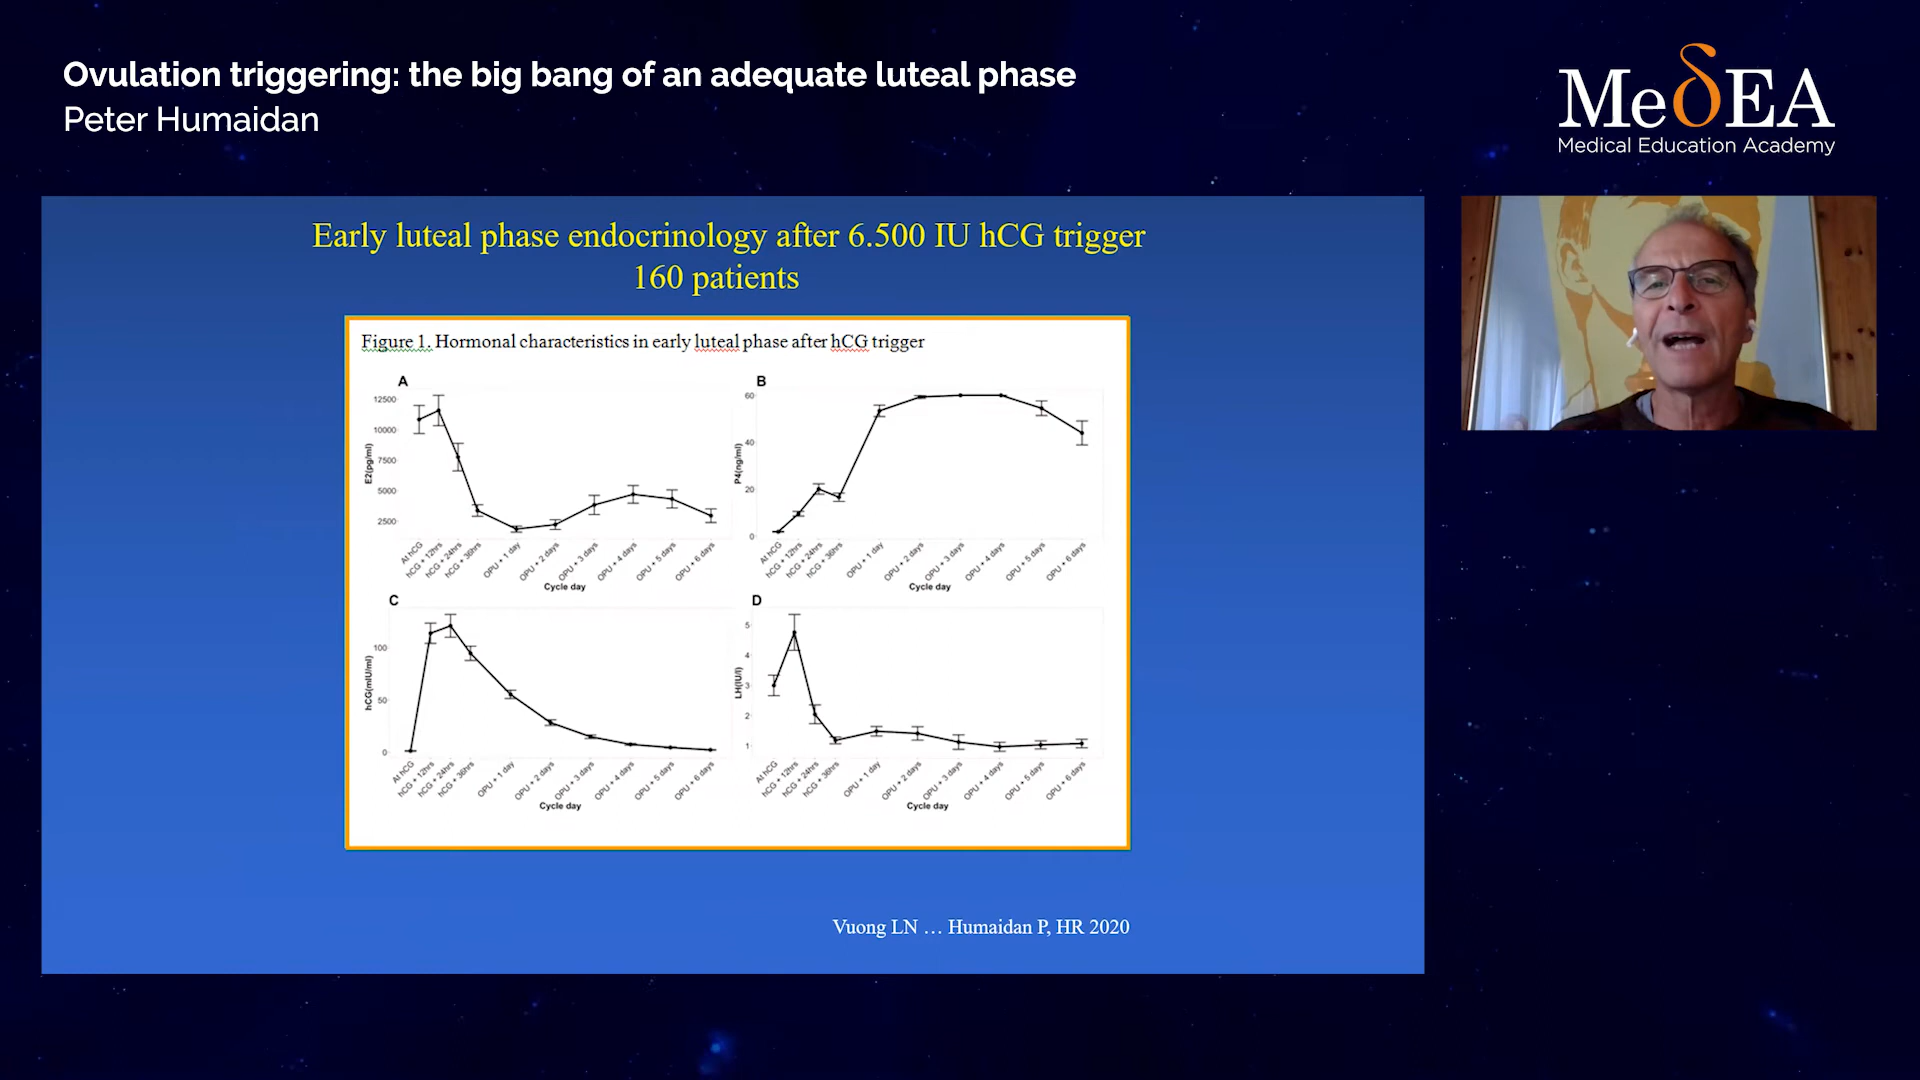 Ovulation triggering: the big bang of an adequate luteal phase
Peter Humaidan
MeδEA
Medical Education Academy
Early luteal phase endocrinology after 6.500 IU hCG trigger
160 patients
Figure 1. Hormonal characteristics in early luteal phase after hCG trigger
A
E2(pg/ml)
12500
10000
7500
5000
2500
At hCG
hCG + 12hrs
hCG + 24hrs
hCG + 36hrs
OPU + 1 day
OPU + 2 days
OPU + 3 days
OPU + 4 days
OPU + 5 days
OPU + 6 days
Cycle day
B
P4(ng/ml)
60
40
20
0
At hCG
hCG + 12hrs
hCG + 24hrs
hCG + 36hrs
OPU + 1 day
OPU + 2 days
OPU + 3 days
OPU + 4 days
OPU + 5 days
OPU + 6 days
Cycle day
C
hCG(mIU/ml)
100
50
0
At hCG
hCG + 12hrs
hCG + 24hrs
hCG + 36hrs
OPU + 1 day
OPU + 2 days
OPU + 3 days
OPU + 4 days
OPU + 5 days
OPU + 6 days
Cycle day
D
LH(IU/l)
5
4
3
2
1
At hCG
hCG + 12hrs
hCG + 24hrs
hCG + 36hrs
OPU + 1 day
OPU + 2 days
OPU + 3 days
OPU + 4 days
OPU + 5 days
OPU + 6 days
Cycle day
Vuong LN … Humaidan P, HR 2020